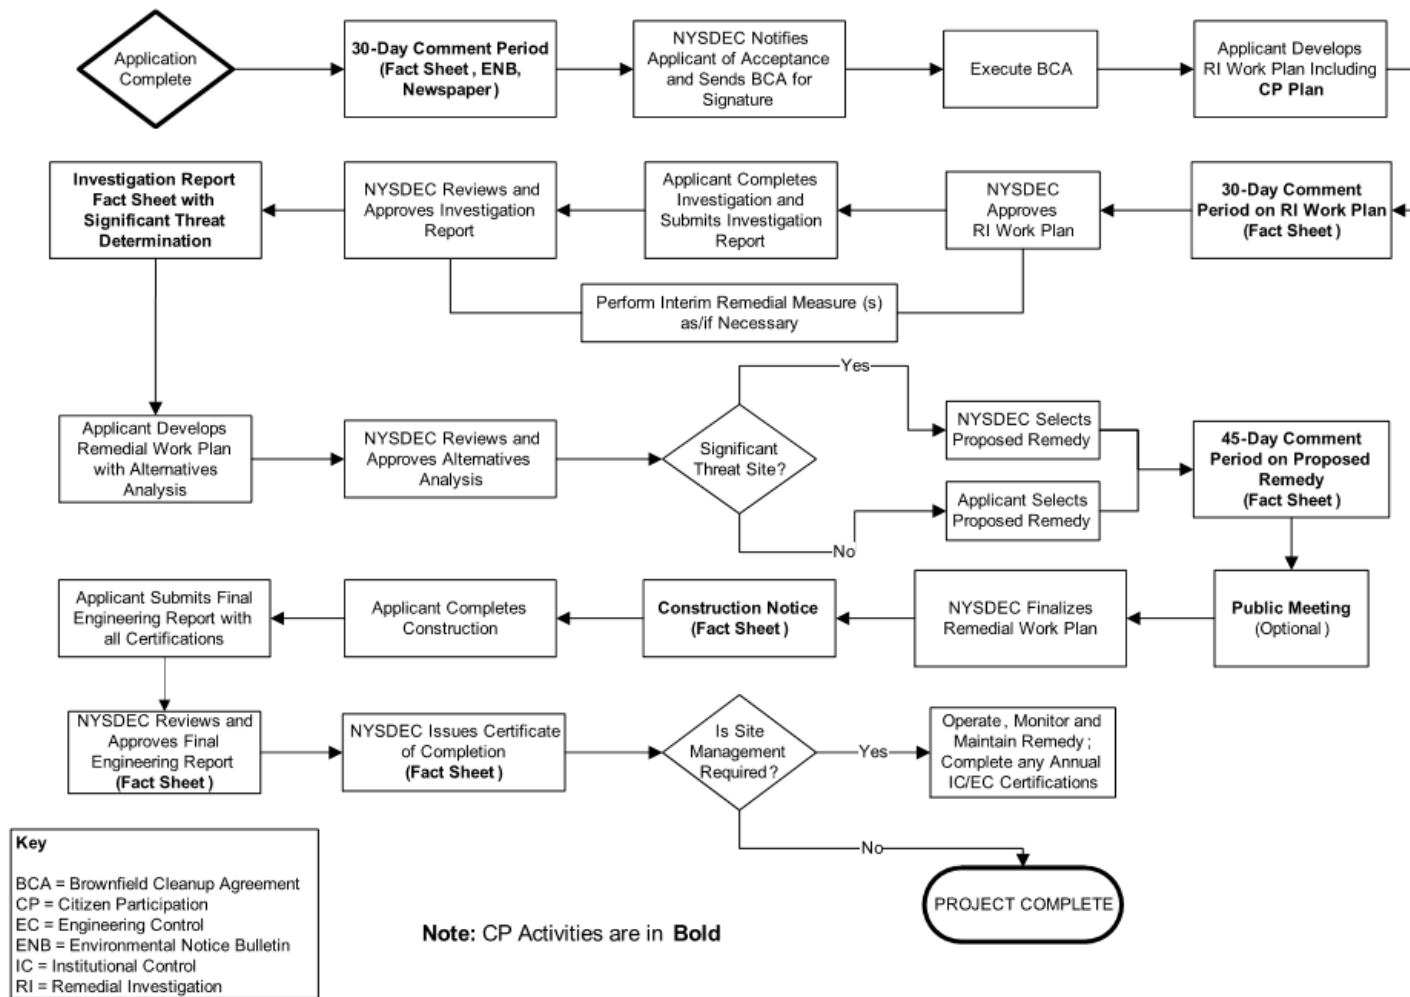 Application
Complete
30-Day Comment Period
(Fact Sheet , ENB,
Newspaper )
NYSDEC Notifies
Applicant of Acceptance
and Sends BCA for
Signature
Execute BCA
Applicant Develops
RI Work Plan Including
CP Plan
Investigation Report
Fact Sheet with
Significant Threat
Determination
NYSDEC Reviews and
Approves Investigation
Report
Applicant Completes
Investigation and
Submits Investigation
Report
NYSDEC
Approves
RI Work Plan
30-Day Comment
Period on RI Work Plan
(Fact Sheet )
Perform Interim Remedial Measure (s)
as/if Necessary
Applicant Develops
Remedial Work Plan
with Alternatives
Analysis
NYSDEC Reviews and
Approves Alternatives
Analysis
Significant
Threat Site?
Yes
No
NYSDEC Selects
Proposed Remedy
Applicant Selects
Proposed Remedy
45-Day Comment
Period on Proposed
Remedy
(Fact Sheet )
Applicant Submits Final
Engineering Report with
all Certifications
Applicant Completes
Construction
Construction Notice
(Fact Sheet )
NYSDEC Finalizes
Remedial Work Plan
Public Meeting
(Optional )
NYSDEC Reviews and
Approves Final
Engineering Report
(Fact Sheet )
NYSDEC Issues Certificate
of Completion
(Fact Sheet )
Is Site
Management
Required ?
Yes
No
Operate , Monitor and
Maintain Remedy ;
Complete any Annual
IC/EC Certifications
PROJECT COMPLETE
Key
BCA = Brownfield Cleanup Agreement
CP = Citizen Participation
EC = Engineering Control
ENB = Environmental Notice Bulletin
IC = Institutional Control
RI = Remedial Investigation
Note: CP Activities are in Bold